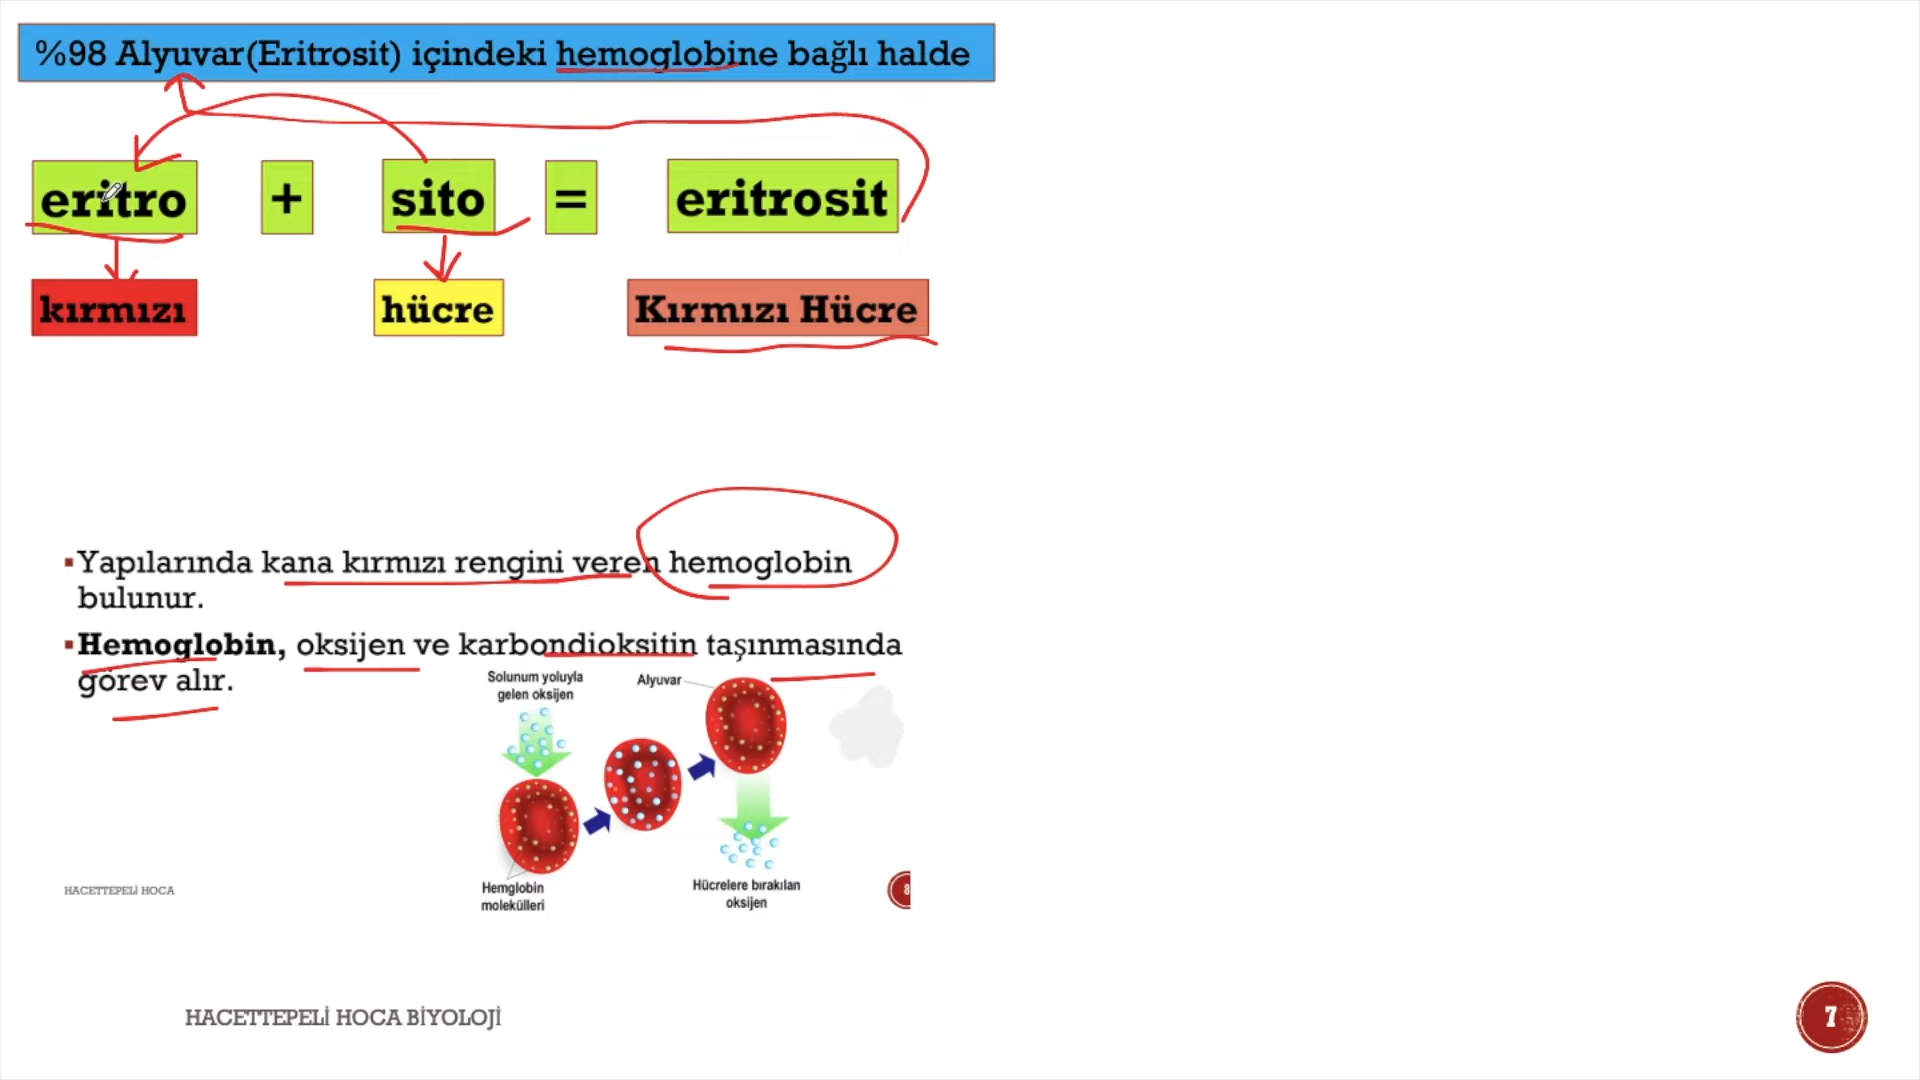 %98 Alyuvar(Eritrosit) içindeki hemoglobine bağlı halde
eritro + sito = eritrosit
kırmızı hücre Kırmızı Hücre
▪Yapılarında kana kırmızı rengini veren hemoglobin
bulunur.
▪Hemoglobin, oksijen ve karbondioksitin taşınmasında
görev alır.
Solunum yoluyla
gelen oksijen
Alyuvar
Hemglobin
molekülleri
Hücrelere bırakılan
oksijen
HACETTEPELİ HOCA
8
HACETTEPELİ HOCA BİYOLOJİ
7